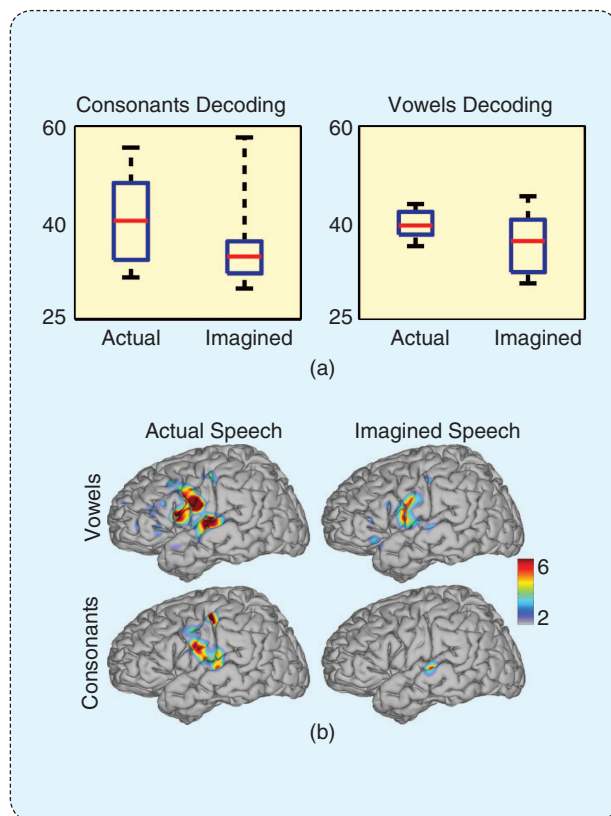 Consonants Decoding
Vowels Decoding
60
40
25
Actual
Imagined
60
40
25
Actual
Imagined
(a)
Actual Speech
Imagined Speech
Vowels
Consonants
6
2
(b)